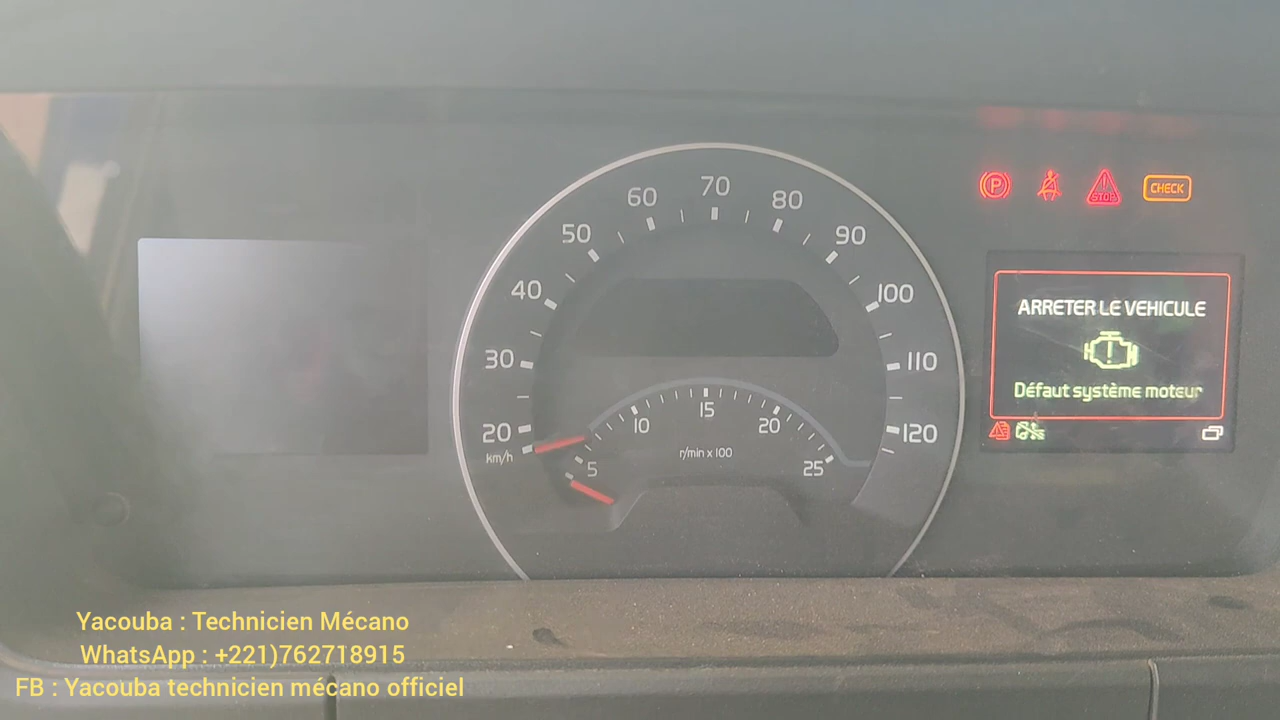 60 70 80
50 90
40 100
30 110
20 120
km/h
10 15 20
5 25
r/min x 100
P STOP CHECK
ARRETER LE VEHICULE
Défaut système moteur
Yacouba : Technicien Mécano
WhatsApp : +221)762718915
FB : Yacouba technicien mécano officiel